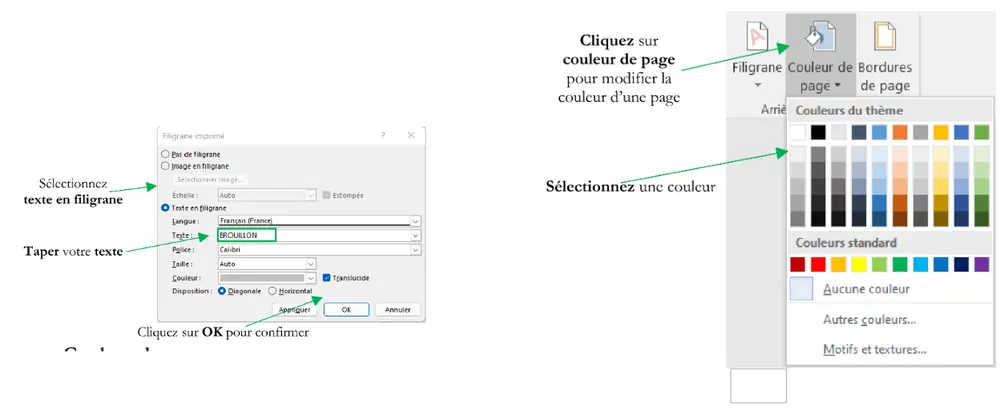 Sélectionnez
texte en filigrane
Taper votre texte
Filigrane imprimé
?
Pas de filigrane
Image en filigrane
Sélectionner image...
Échelle : Auto Estompée
Texte en filigrane
Langue : Français (France)
Texte : BROUILLON
Police : Calibri
Taille : Auto
Couleur : Translucide
Disposition : Diagonale Horizontal
Appliquer OK Annuler
Cliquez sur OK pour confirmer
Cliquez sur
couleur de page
pour modifier la
couleur d'une page
Sélectionnez une couleur
Filigrane Couleur de Bordures
page de page
Arriè
Couleurs du thème
Couleurs standard
Aucune couleur
Autres couleurs...
Motifs et textures...